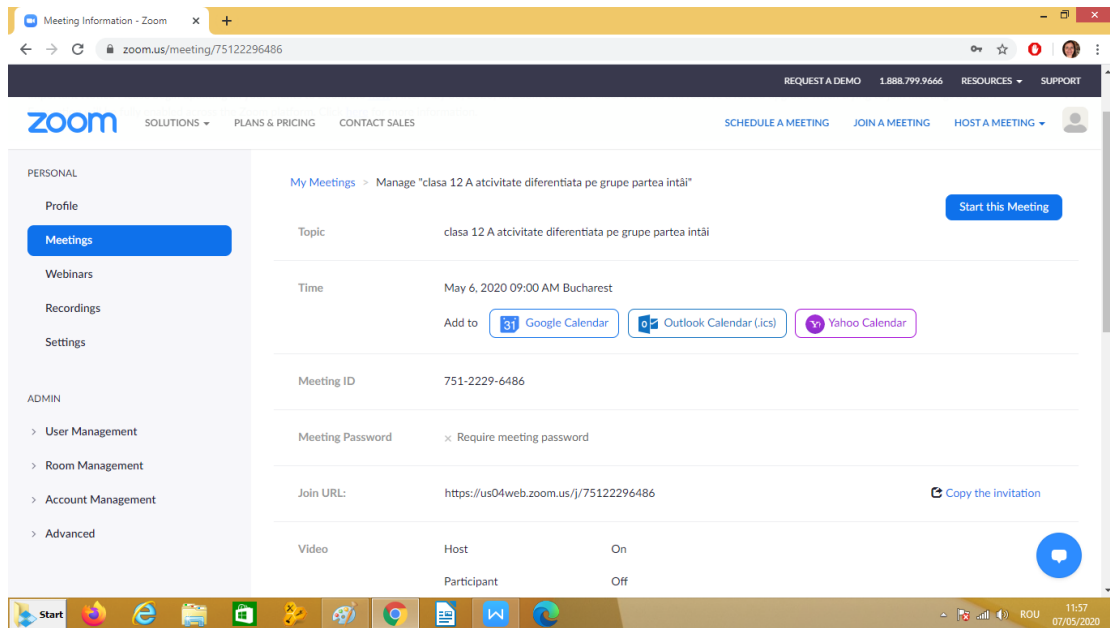 Meeting Information - Zoom
zoom.us/meeting/75122296486
REQUEST A DEMO 1.888.799.9666 RESOURCES SUPPORT
zoom SOLUTIONS PLANS & PRICING CONTACT SALES SCHEDULE A MEETING JOIN A MEETING HOST A MEETING
PERSONAL
Profile
Meetings
Webinars
Recordings
Settings
ADMIN
User Management
Room Management
Account Management
Advanced
My Meetings > Manage "clasa 12 A atcivitate diferentiata pe grupe partea intâi"
Start this Meeting
Topic clasa 12 A atcivitate diferentiata pe grupe partea intâi
Time May 6, 2020 09:00 AM Bucharest
Add to 31 Google Calendar Outlook Calendar (.ics) Yahoo Calendar
Meeting ID 751-2229-6486
Meeting Password × Require meeting password
Join URL: https://us04web.zoom.us/j/75122296486 Copy the invitation
Video Host On
Participant Off
Start ROU 11:57
07/05/2020